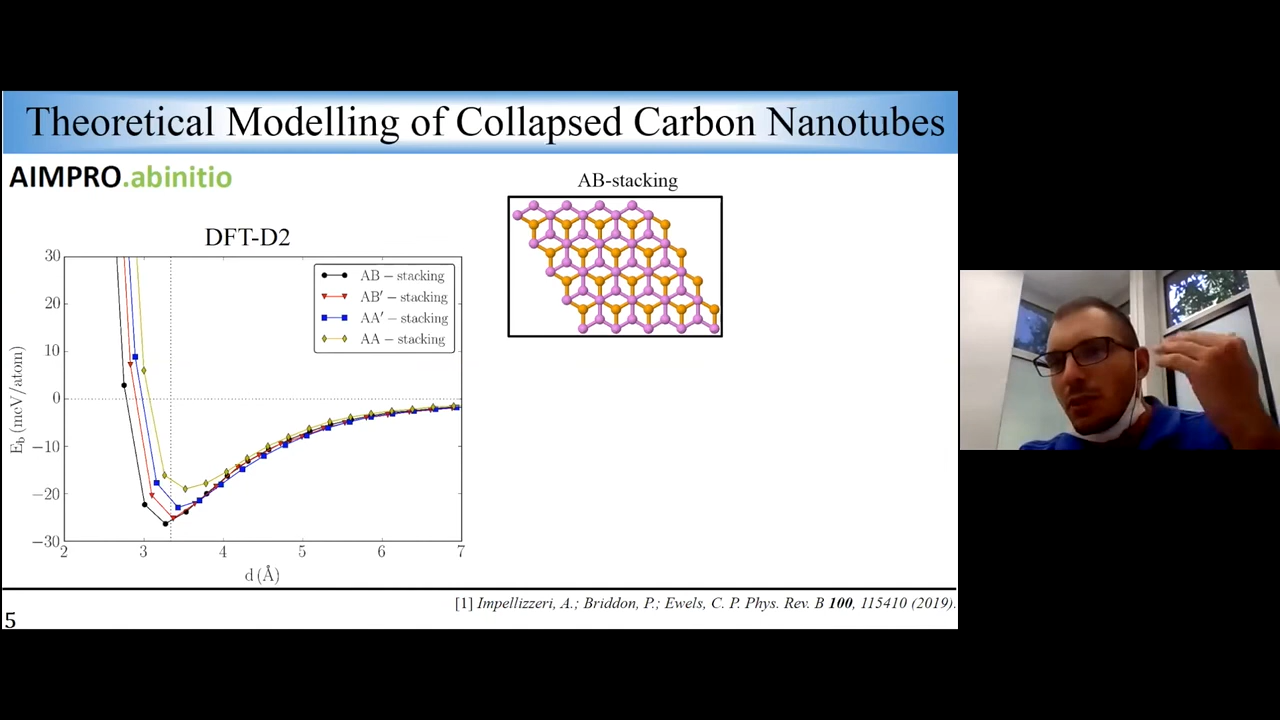 Theoretical Modelling of Collapsed Carbon Nanotubes
AIMPRO.abinitio
AB-stacking
DFT-D2
30
20
10
0
−10
−20
−30
E_b (meV/atom)
AB – stacking
AB′ – stacking
AA′ – stacking
AA – stacking
2 3 4 5 6 7
d (Å)
[1] Impellizzeri, A.; Briddon, P.; Ewels, C. P. Phys. Rev. B 100, 115410 (2019).
5